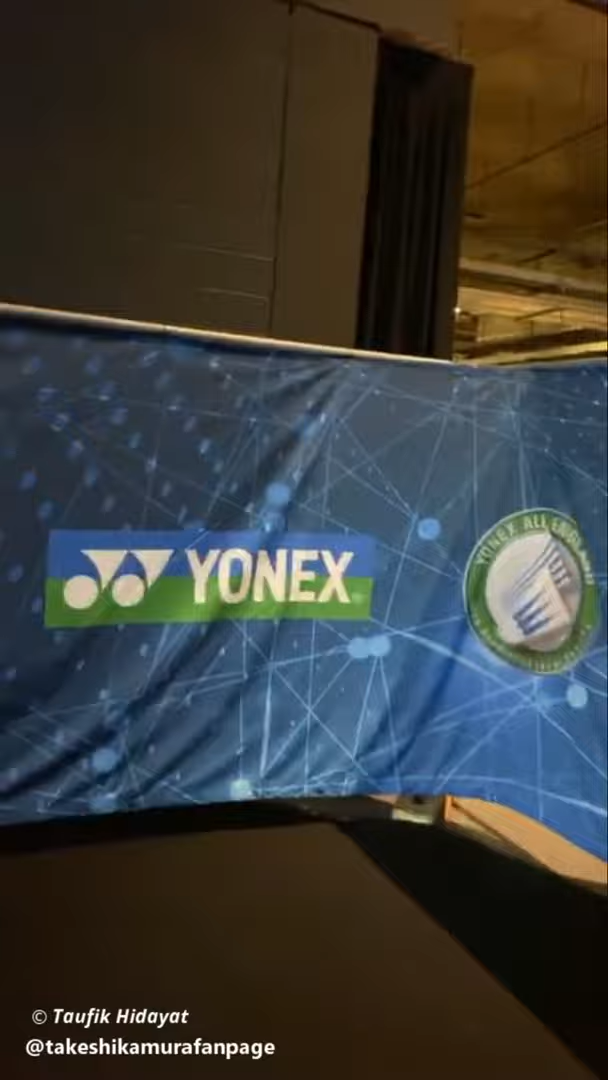 YONEX
YONEX ALL ENGLAND
© Taufik Hidayat
@takeshikamurafanpage